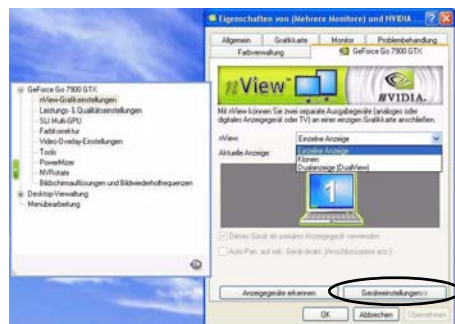 Eigenschaften von (Mehrere Monitore) und NVIDIA ...
Allgemein Grafikkarte Monitor Problembehandlung
Farbverwaltung GeForce Go 7900 GTX
nView
NVIDIA.
Mit nView können Sie zwei separate Ausgabegeräte (analoges oder
digitales Anzeigegerät oder TV) an einer einzigen Grafikkarte anschließen.
nView: Einzelne Anzeige
Aktuelle Anzeige:
Einzelne Anzeige
Klonen
Dualanzeige (DualView)
1
Dieses Gerät als primäres Anzeigegerät verwenden
Auto-Pan. auf sek. Gerät deakt.
Anzeigegeräte erkennen Geräteeinstellungen>>
OK Abbrechen Übernehmen
GeForce Go 7900 GTX
nView-Grafikeinstellungen
Leistungs- & Qualitätseinstellungen
SLI Multi-GPU
Farbkorrektur
Video-Overlay-Einstellungen
Tools
PowerMizer
NVRotate
Bildschirmauflösungen und Bildwiederholfrequenzen
Desktop-Verwaltung
Menübearbeitung